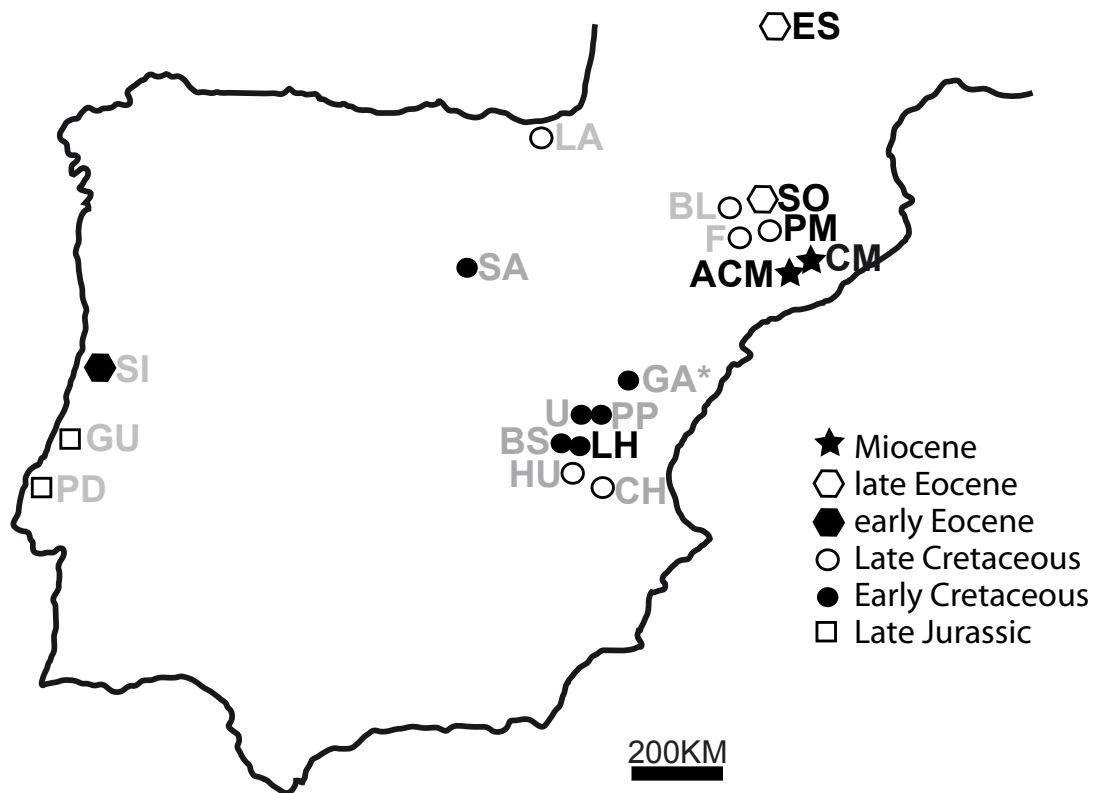 ES
LA
SO
BL
PM
F
CM
ACM
SA
SI
GA*
U
PP
GU
BS
LH
HU
CH
PD
Miocene
late Eocene
early Eocene
Late Cretaceous
Early Cretaceous
Late Jurassic
200KM